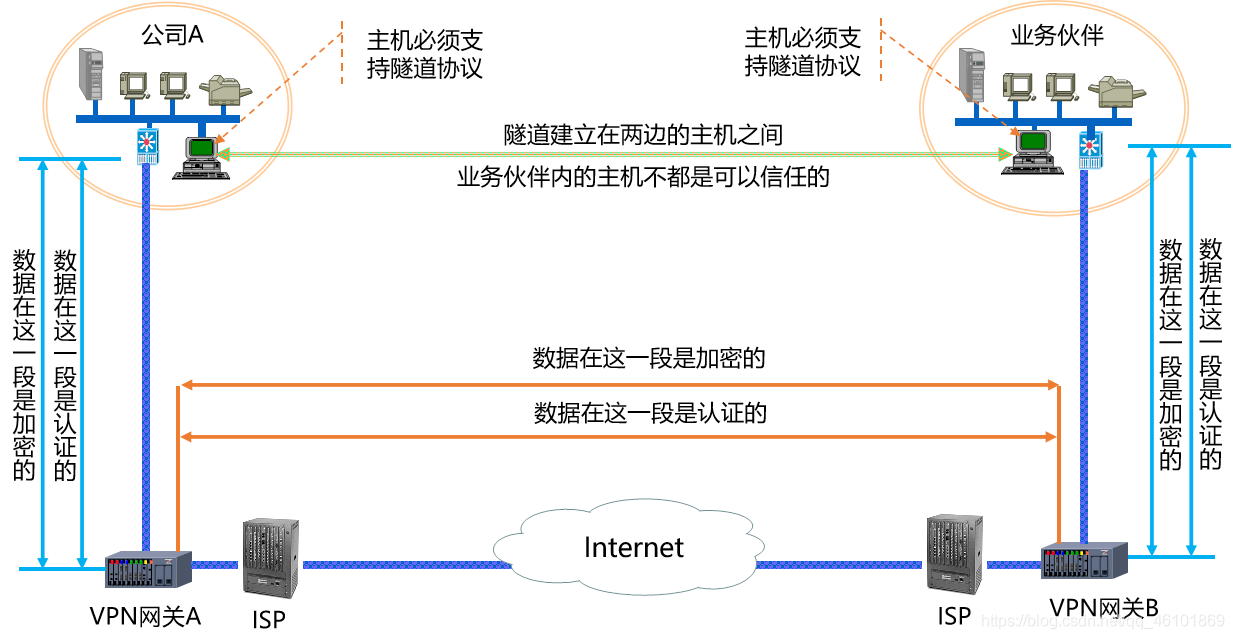 公司A
主机必须支
持隧道协议
主机必须支
持隧道协议
业务伙伴
隧道建立在两边的主机之间
业务伙伴内的主机不都是可以信任的
数据在这一段是加密的
数据在这一段是认证的
数据在这一段是加密的
数据在这一段是认证的
数据在这一段是加密的
数据在这一段是认证的
Internet
VPN网关A
ISP
ISP
VPN网关B
https://blog.csdn.net/qq_46101869